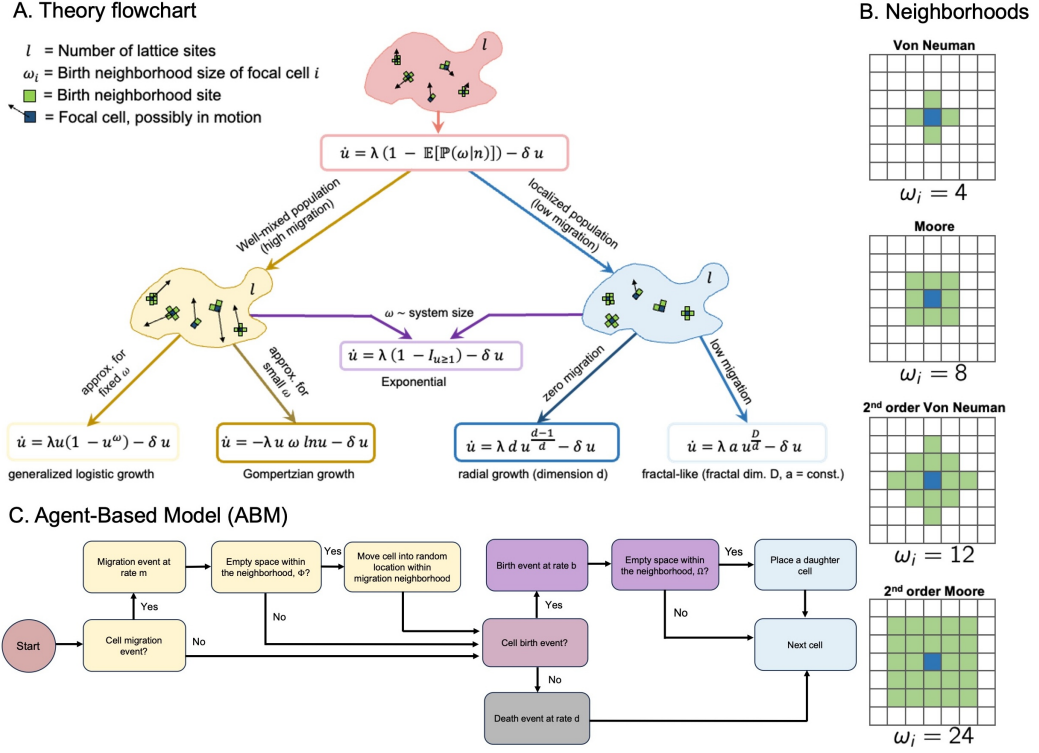 A. Theory flowchart
l = Number of lattice sites
ωᵢ = Birth neighborhood size of focal cell i
= Birth neighborhood site
= Focal cell, possibly in motion
l
u̇ = λ (1 − 𝔼[ℙ(ω|n)]) − δ u
Well-mixed population
(high migration)
localized population
(low migration)
l
l
ω ~ system size
u̇ = λ (1 − I_{u≥1}) − δ u
Exponential
approx. for
fixed ω
approx. for
small ω
zero migration
low migration
u̇ = λu(1 − u^ω) − δ u
generalized logistic growth
u̇ = −λ u ω lnu − δ u
Gompertzian growth
u̇ = λ d u^{\frac{d−1}{d}} − δ u
radial growth (dimension d)
u̇ = λ a u^{\frac{D}{d}} − δ u
fractal-like (fractal dim. D, a = const.)
B. Neighborhoods
Von Neuman
ωᵢ = 4
Moore
ωᵢ = 8
2nd order Von Neuman
ωᵢ = 12
2nd order Moore
ωᵢ = 24
C. Agent-Based Model (ABM)
Start
Cell migration
event?
Yes
No
Migration event at
rate m
Empty space within
the neighborhood, Φ?
Yes
No
Move cell into random
location within
migration neighborhood
Cell birth event?
Yes
No
Birth event at rate b
Empty space within
the neighborhood, Ω?
Yes
No
Place a daughter
cell
Next cell
Death event at rate d